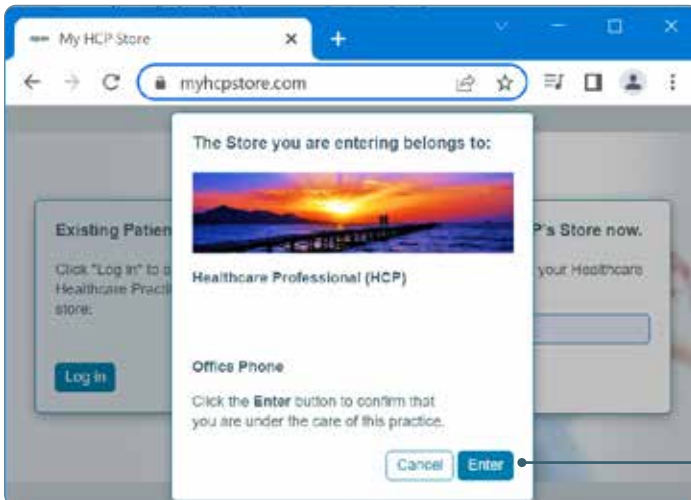 My HCP Store
myhcpstore.com
The Store you are entering belongs to:
Healthcare Professional (HCP)
Office Phone
Click the Enter button to confirm that
you are under the care of this practice.
Cancel Enter
Existing Patien
Click "Log in" to
Healthcare Practi
store.
Log in
P's Store now.
your Healthcare